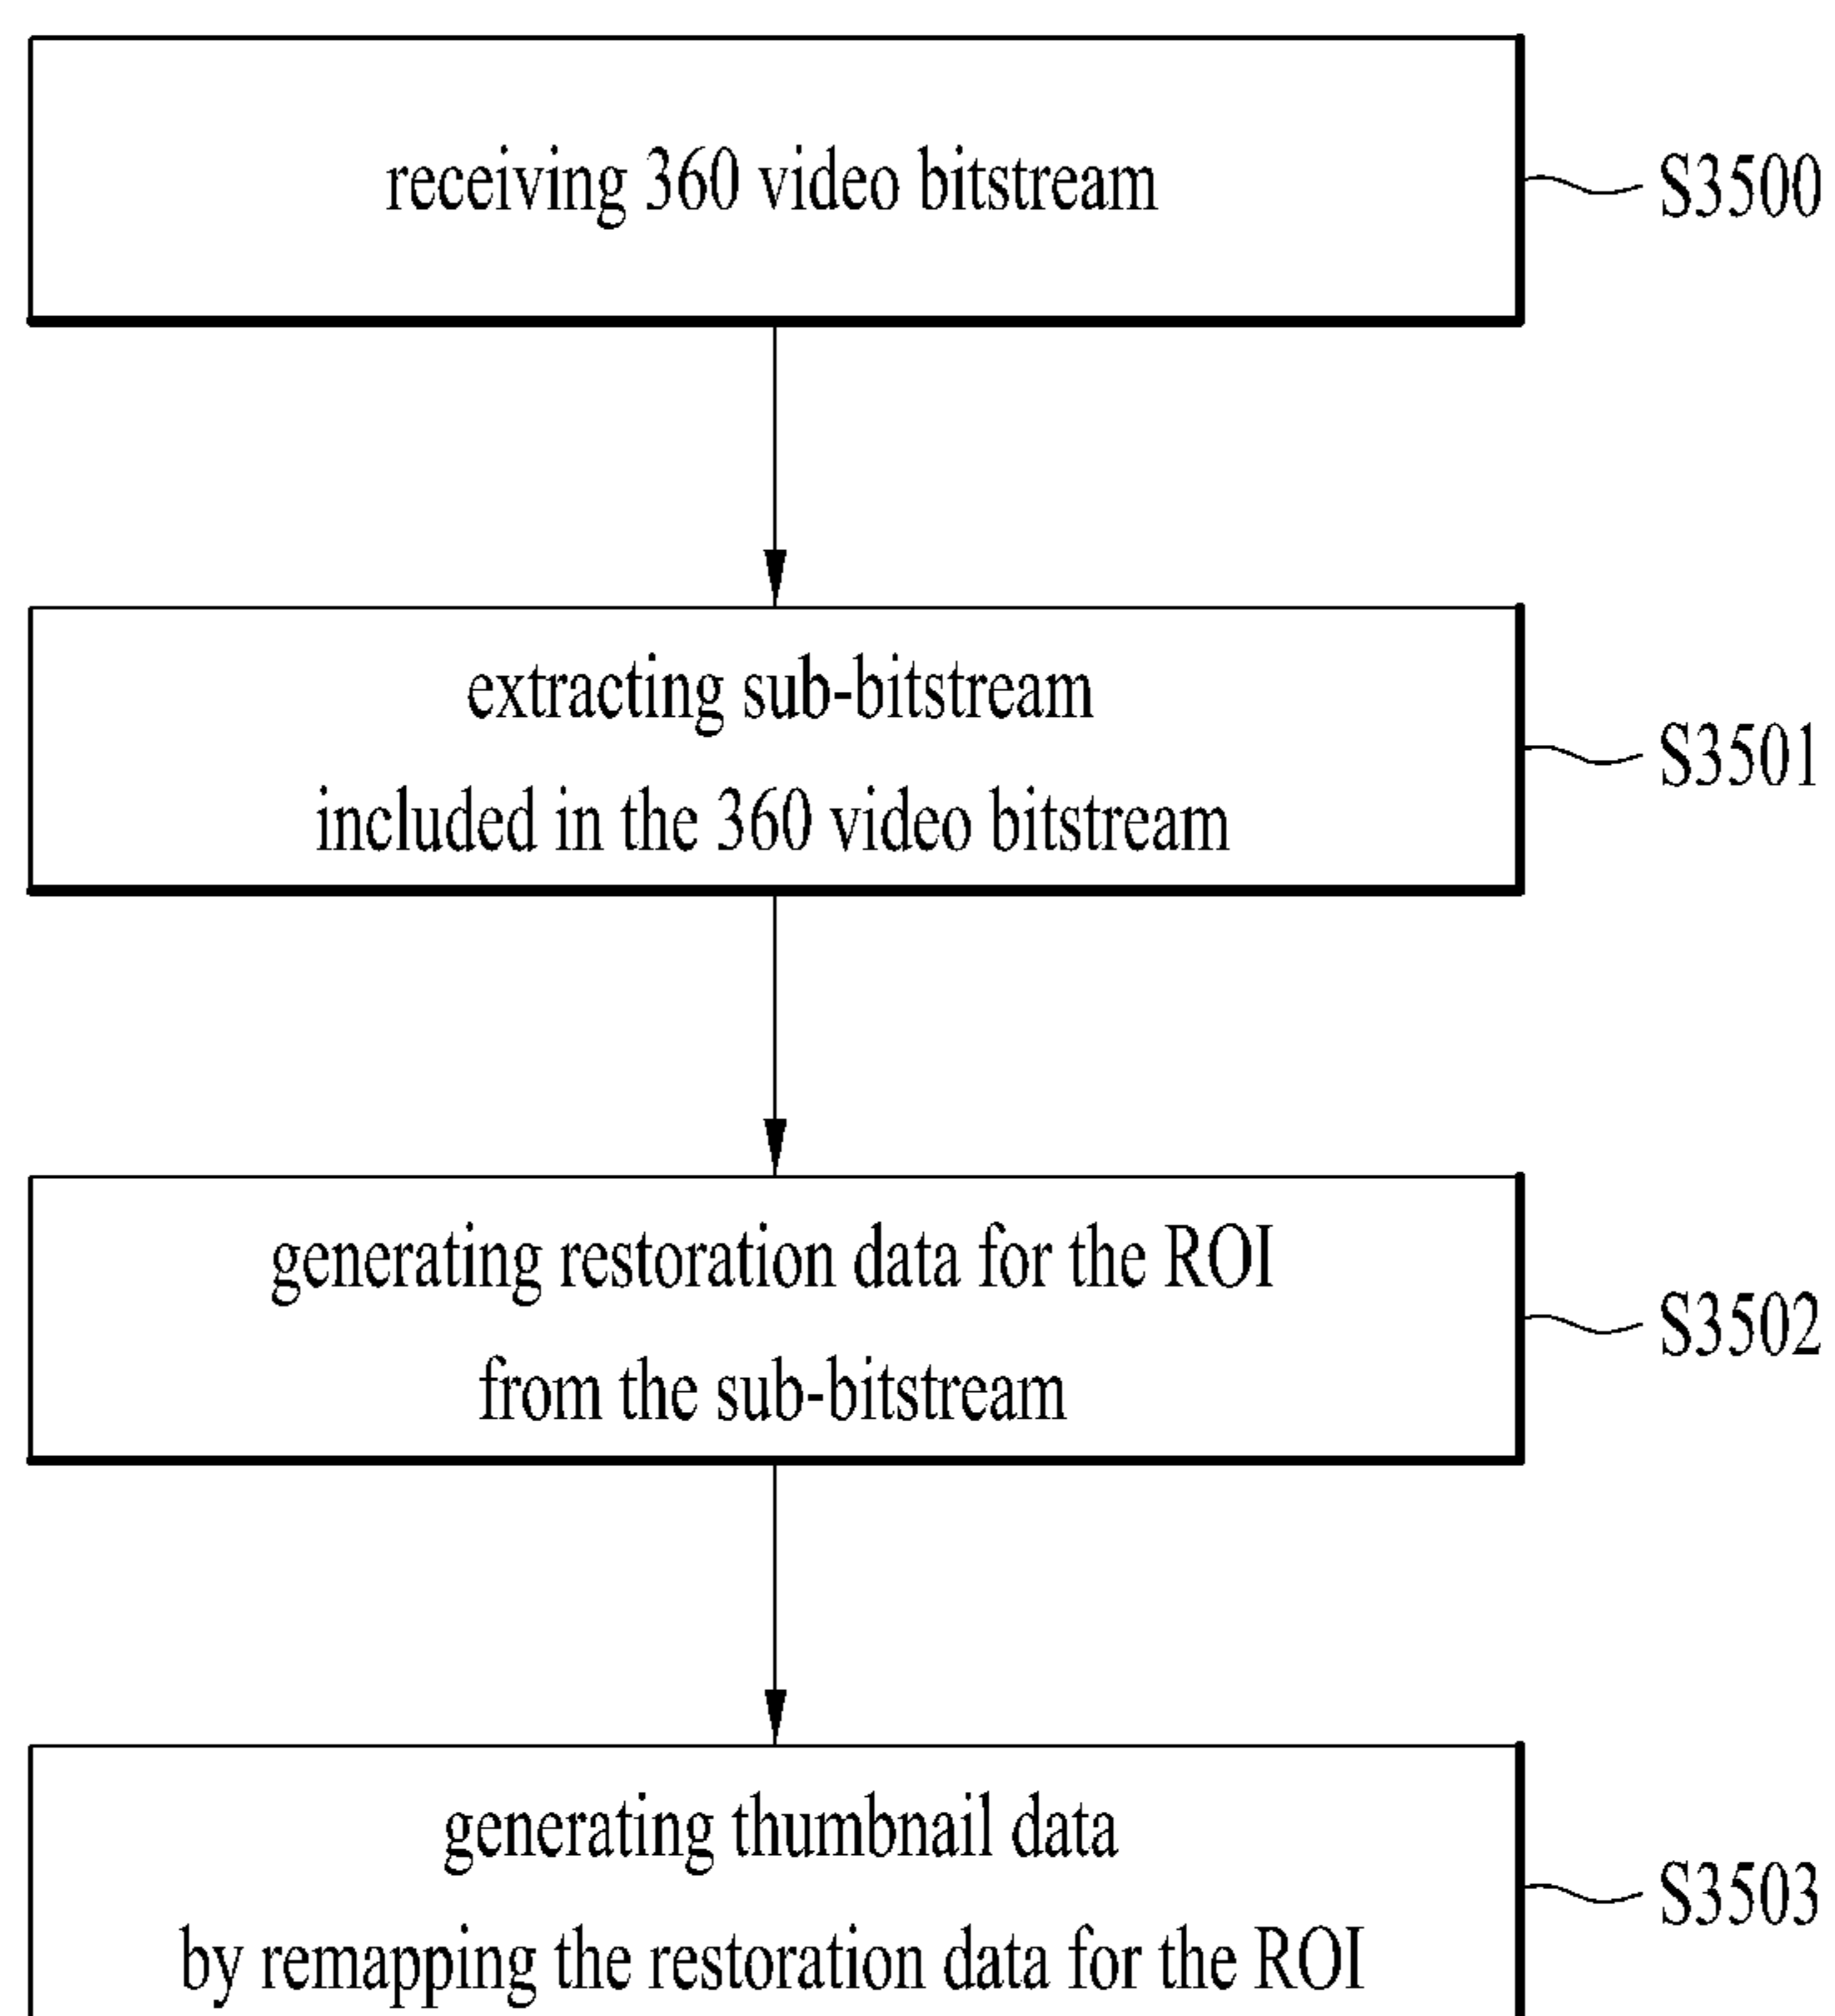 receiving 360 video bitstream
S3500
extracting sub-bitstream
included in the 360 video bitstream
S3501
generating restoration data for the ROI
from the sub-bitstream
S3502
generating thumbnail data
by remapping the restoration data for the ROI
S3503